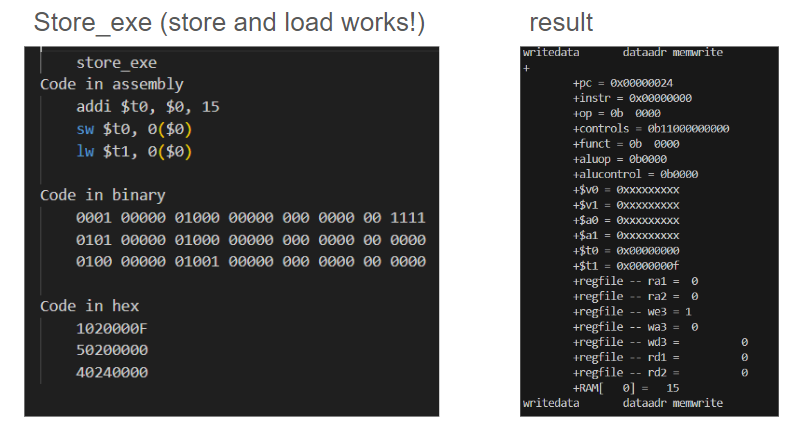 Store_exe (store and load works!)
store_exe
Code in assembly
addi $t0, $0, 15
sw $t0, 0($0)
lw $t1, 0($0)
Code in binary
0001 00000 01000 00000 000 0000 00 1111
0101 00000 01000 00000 000 0000 00 0000
0100 00000 01001 00000 000 0000 00 0000
Code in hex
1020000F
50200000
40240000
result
writedata dataadr memwrite
+
+pc = 0x00000024
+instr = 0x00000000
+op = 0b 0000
+controls = 0b11000000000
+funct = 0b 0000
+aluop = 0b0000
+alucontrol = 0b0000
+$v0 = 0xxxxxxxxx
+$v1 = 0xxxxxxxxx
+$a0 = 0xxxxxxxxx
+$a1 = 0xxxxxxxxx
+$t0 = 0x00000000
+$t1 = 0x0000000f
+regfile -- ra1 = 0
+regfile -- ra2 = 0
+regfile -- we3 = 1
+regfile -- wa3 = 0
+regfile -- wd3 = 0
+regfile -- rd1 = 0
+regfile -- rd2 = 0
+RAM[ 0] = 15
writedata dataadr memwrite